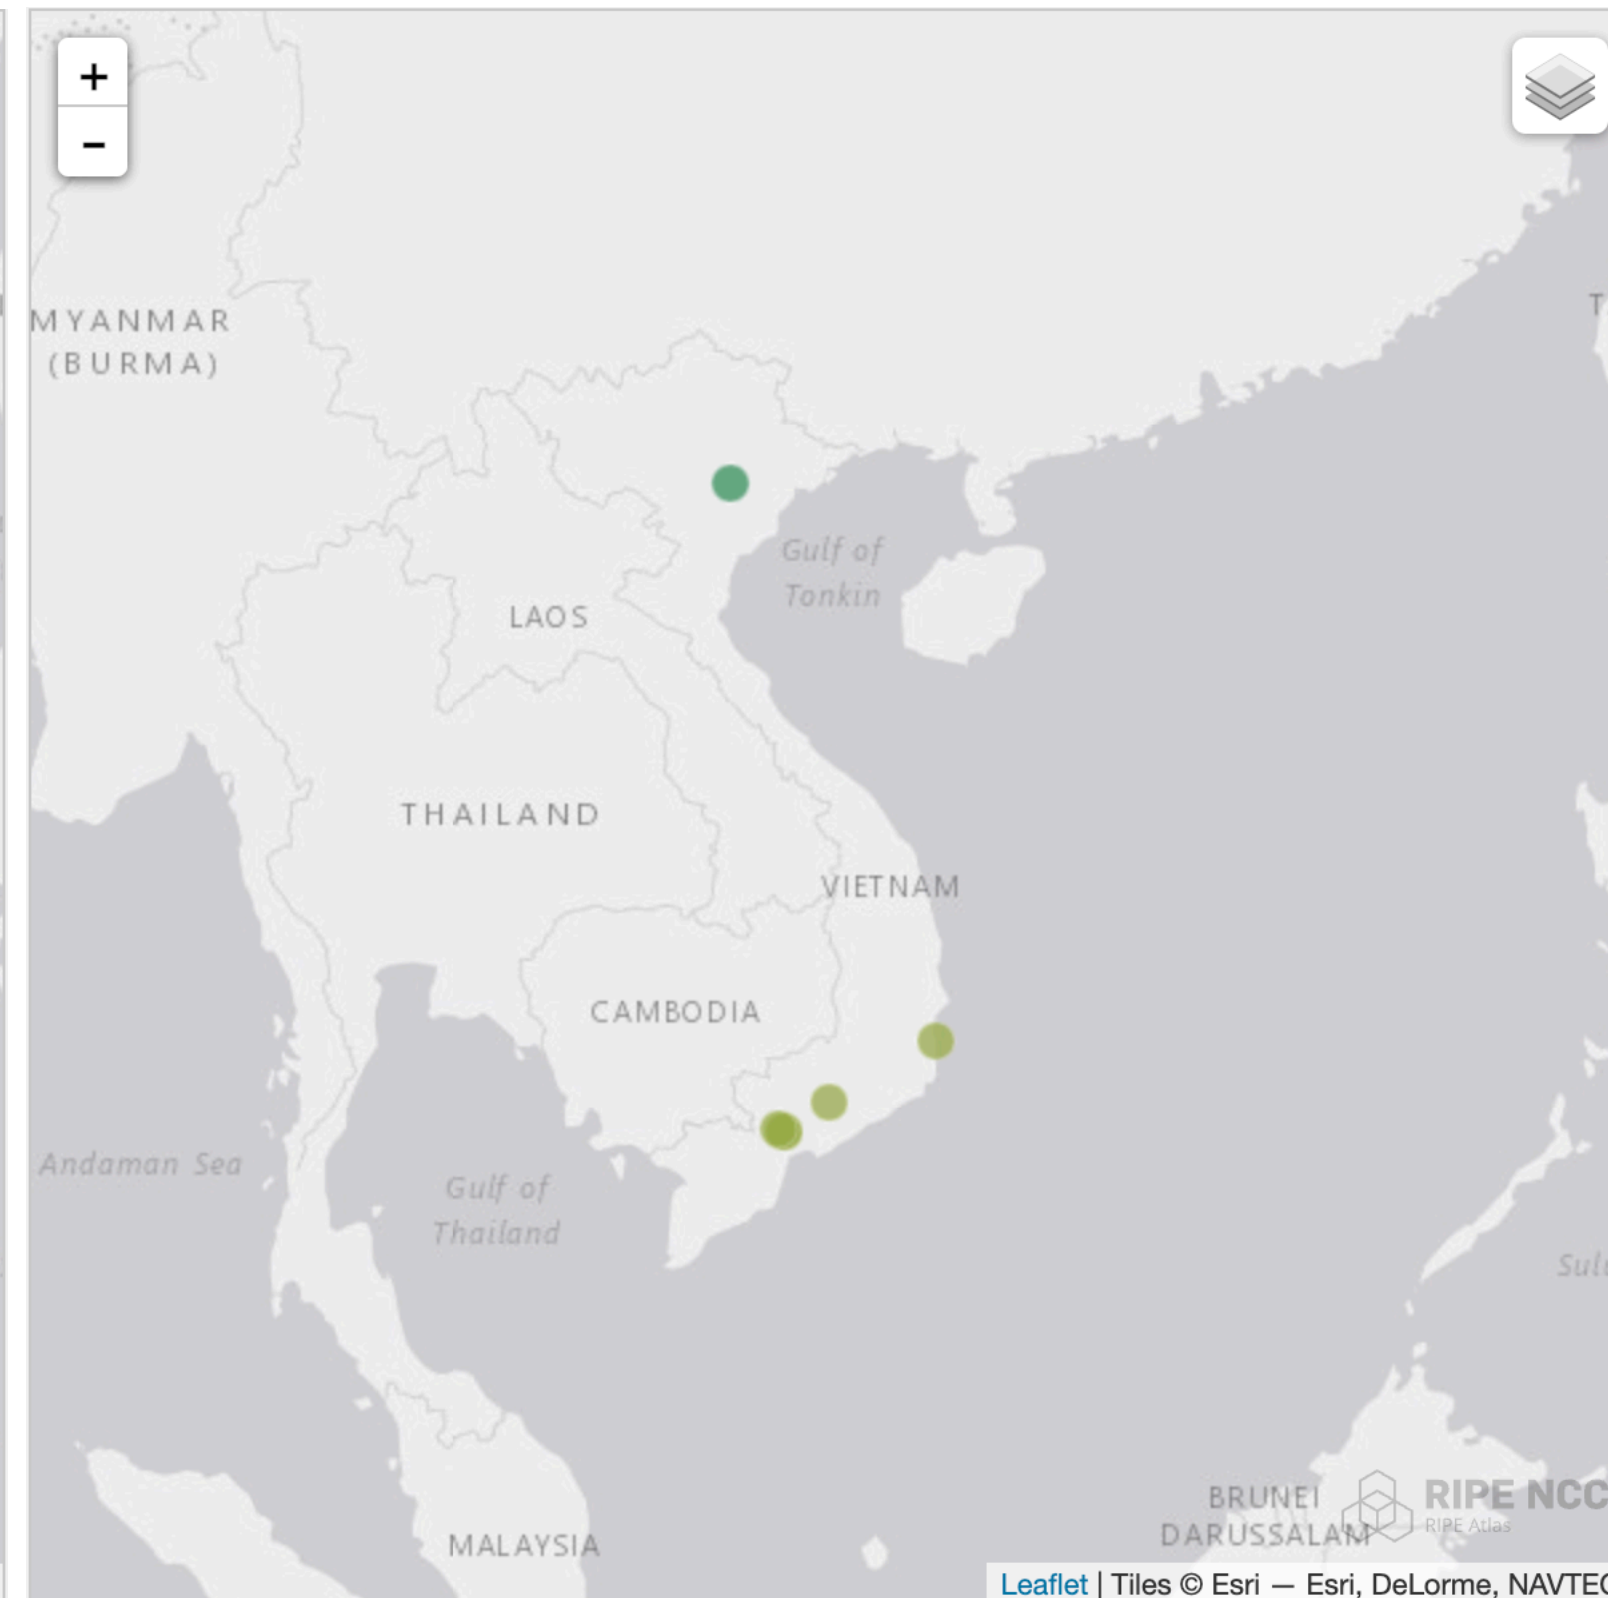 +
−
MYANMAR
(BURMA)
Gulf of
Tonkin
LAOS
THAILAND
VIETNAM
CAMBODIA
Andaman Sea
Gulf of
Thailand
BRUNEI
DARUSSALAM
RIPE NCC
RIPE Atlas
MALAYSIA
Leaflet | Tiles © Esri — Esri, DeLorme, NAVTEQ